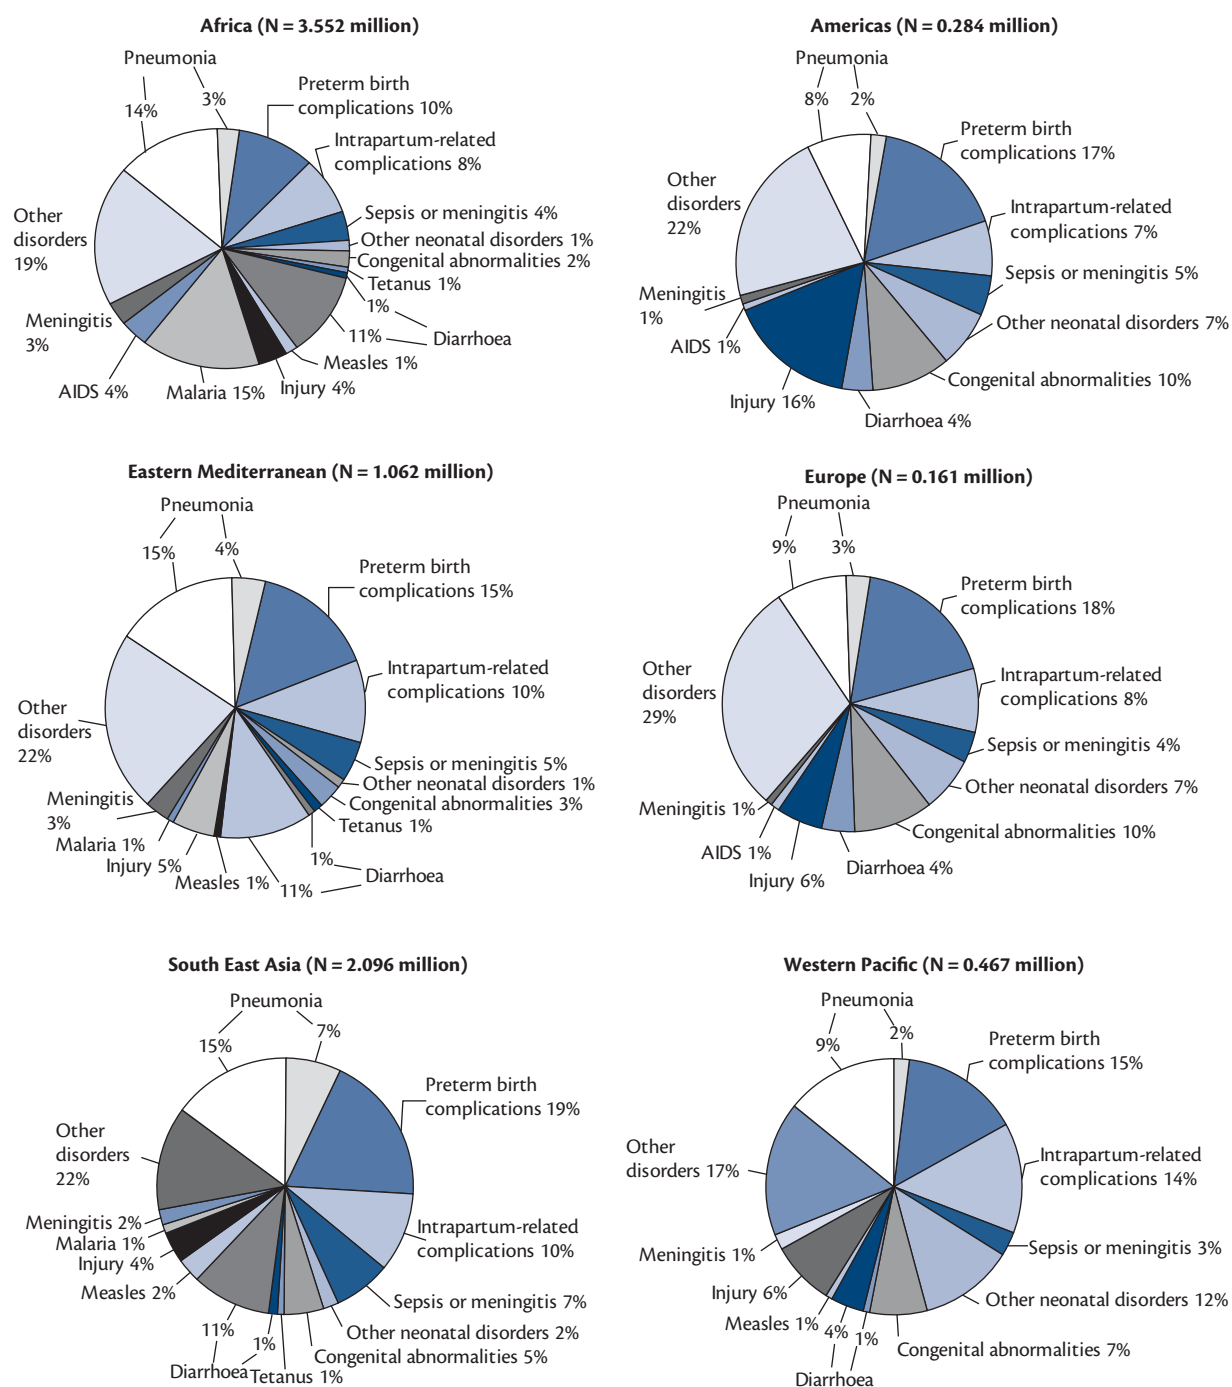 Africa (N = 3.552 million)
Pneumonia
14%
3%
Preterm birth
complications 10%
Intrapartum-related
complications 8%
Sepsis or meningitis 4%
Other neonatal disorders 1%
Congenital abnormalities 2%
Tetanus 1%
1%
11%
Diarrhoea
Measles 1%
Injury 4%
Malaria 15%
AIDS 4%
Meningitis
3%
Other
disorders
19%
Americas (N = 0.284 million)
Pneumonia
8%
2%
Preterm birth
complications 17%
Intrapartum-related
complications 7%
Sepsis or meningitis 5%
Other neonatal disorders 7%
Congenital abnormalities 10%
Diarrhoea 4%
Injury 16%
AIDS 1%
Meningitis
1%
Other
disorders
22%
Eastern Mediterranean (N = 1.062 million)
Pneumonia
15%
4%
Preterm birth
complications 15%
Intrapartum-related
complications 10%
Sepsis or meningitis 5%
Other neonatal disorders 1%
Congenital abnormalities 3%
Tetanus 1%
1%
11%
Diarrhoea
Measles 1%
Injury 5%
Malaria 1%
Meningitis
3%
Other
disorders
22%
Europe (N = 0.161 million)
Pneumonia
9%
3%
Preterm birth
complications 18%
Intrapartum-related
complications 8%
Sepsis or meningitis 4%
Other neonatal disorders 7%
Congenital abnormalities 10%
Diarrhoea 4%
Injury 6%
AIDS 1%
Meningitis 1%
Other
disorders
29%
South East Asia (N = 2.096 million)
Pneumonia
15%
7%
Preterm birth
complications 19%
Intrapartum-related
complications 10%
Sepsis or meningitis 7%
Other neonatal disorders 2%
Congenital abnormalities 5%
Tetanus 1%
1%
11%
Diarrhoea
Measles 2%
Injury 4%
Malaria 1%
Meningitis 2%
Other
disorders
22%
Western Pacific (N = 0.467 million)
Pneumonia
9%
2%
Preterm birth
complications 15%
Intrapartum-related
complications 14%
Sepsis or meningitis 3%
Other neonatal disorders 12%
Congenital abnormalities 7%
1%
4%
Diarrhoea
Measles 1%
Injury 6%
Meningitis 1%
Other
disorders 17%